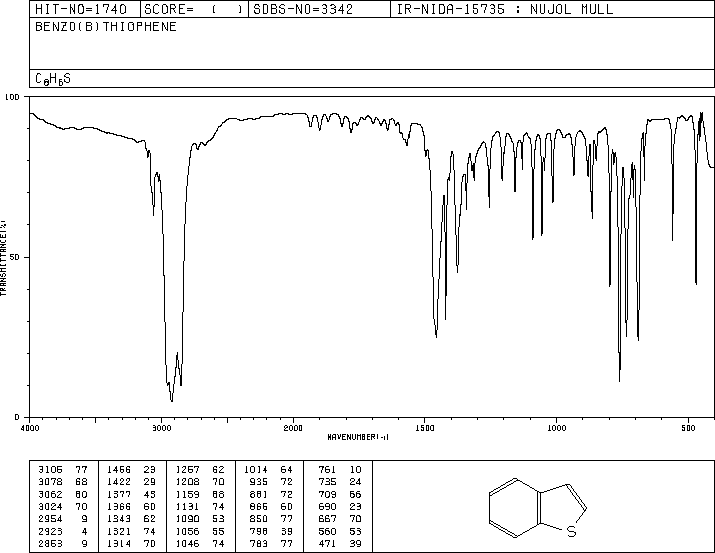 HIT-NO=1740 SCORE= ( ) SDBS-NO=3342 IR-NIDA-15735 : NUJOL MULL
BENZO(B)THIOPHENE
C8H6S
100
50
0
TRANSMITTANCE(%)
4000 3000 2000 1500 1000 500
WAVENUMBER(-1)
3105 77 1456 23 1257 62 1014 64 761 10
3078 68 1422 29 1208 70 935 72 735 24
3062 60 1377 43 1159 68 881 72 709 66
3024 70 1366 60 1131 74 866 60 690 23
2954 9 1343 62 1090 53 850 77 667 70
2923 4 1321 74 1056 55 798 39 560 53
2853 9 1314 70 1046 74 783 77 471 39
S